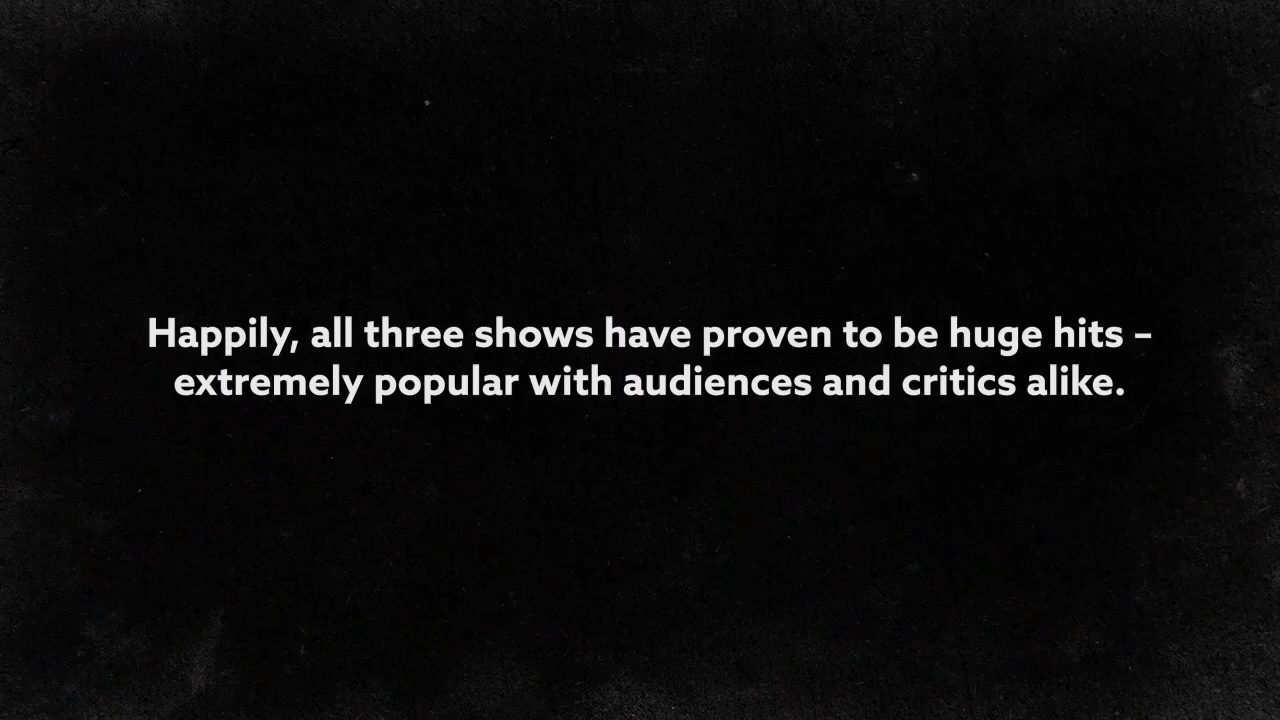 Happily, all three shows have proven to be huge hits –
extremely popular with audiences and critics alike.